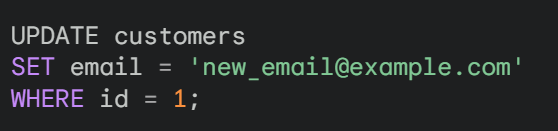 UPDATE customers
SET email = 'new_email@example.com'
WHERE id = 1;